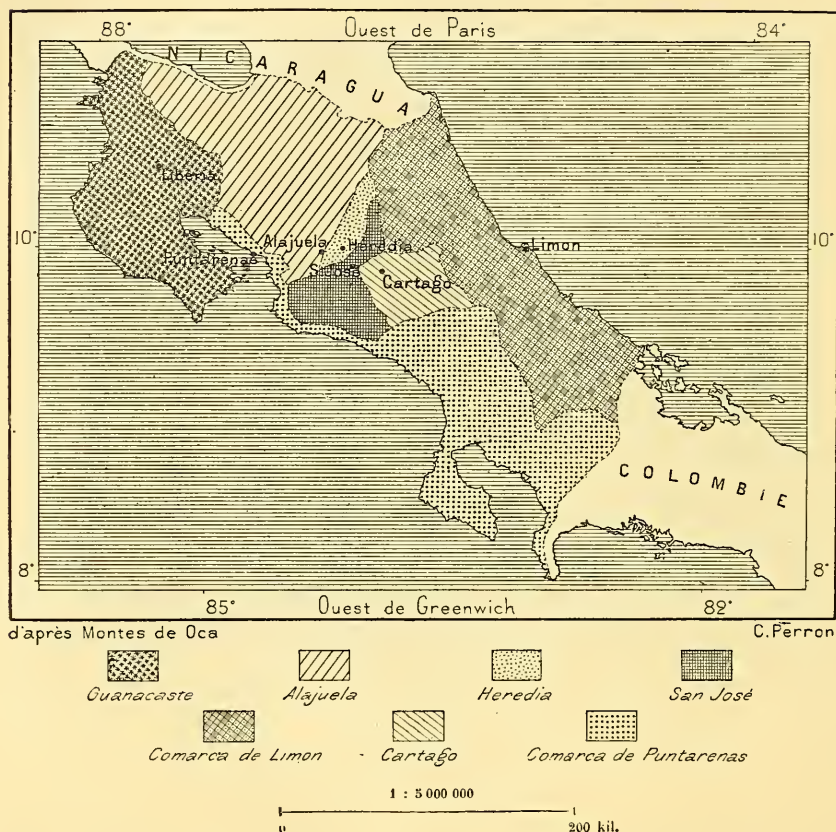 88° Ouest de Paris 84°
NICARAGUA
Liberia
10° 10°
Puntarenas Alajuela Heredia Limon
S. José Cartago
COLOMBIE
8° 8°
85° Ouest de Greenwich 82°
d'après Montes de Oca C. Perron
Guanacaste Alajuela Heredia San José
Comarca de Limon - Cartago Comarca de Puntarenas
1 : 5 000 000
0 200 kil.